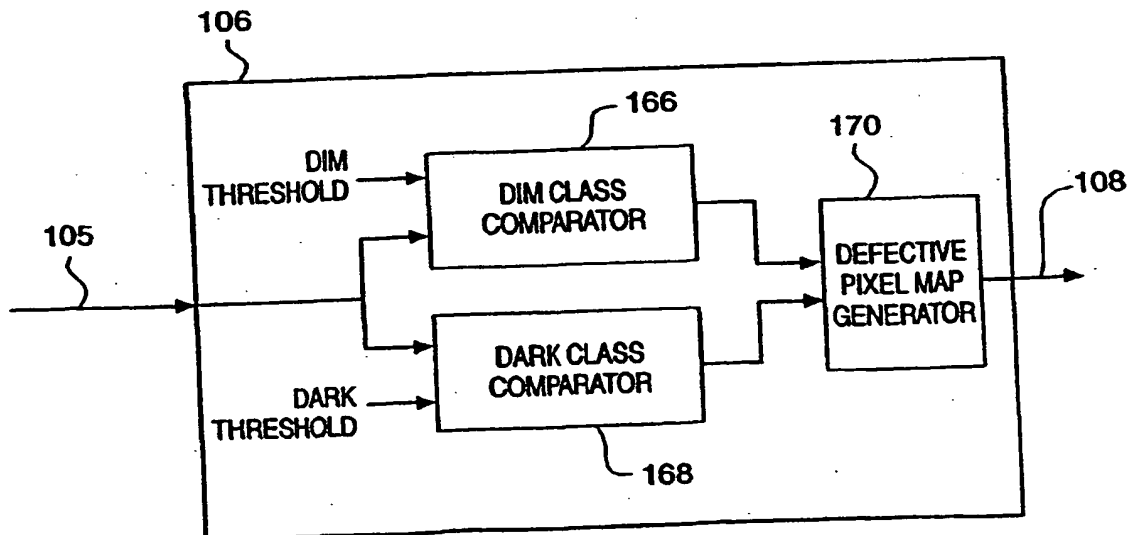 106
166
170
108
105
DIM
THRESHOLD
DIM CLASS
COMPARATOR
DEFECTIVE
PIXEL MAP
GENERATOR
DARK CLASS
COMPARATOR
DARK
THRESHOLD
168